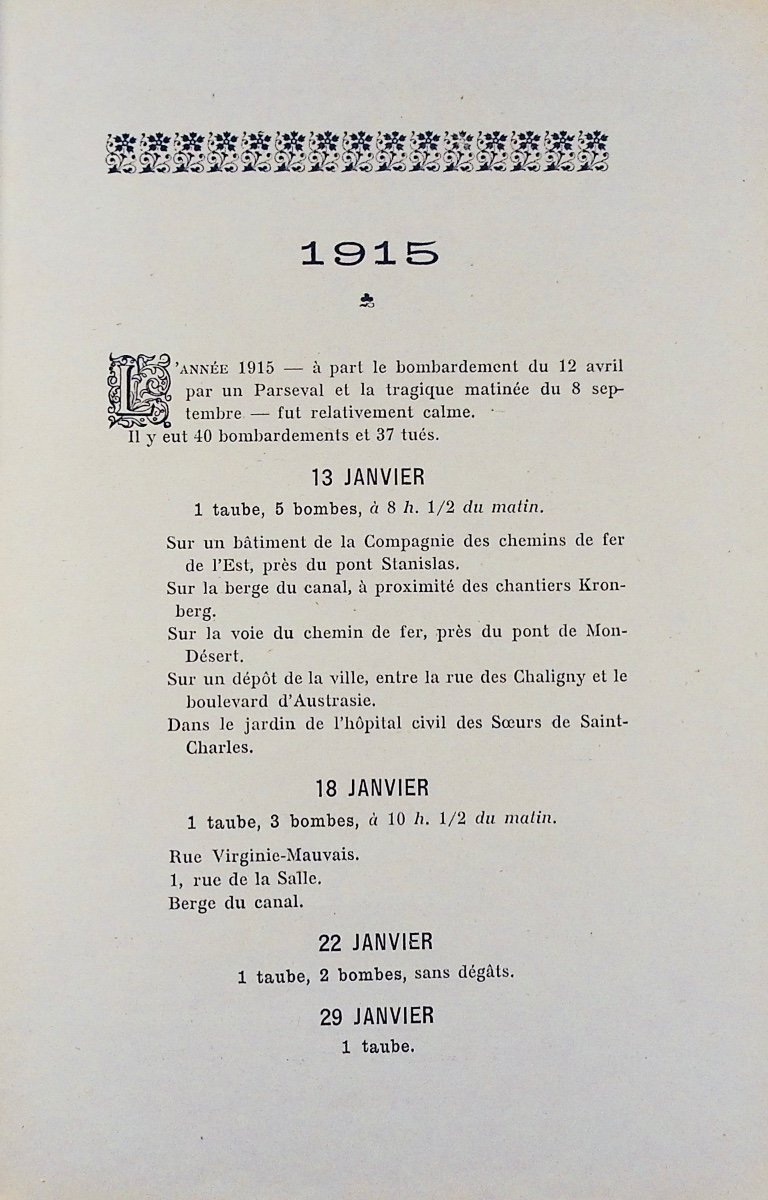 1915
L'ANNÉE 1915 — à part le bombardement du 12 avril
par un Parseval et la tragique matinée du 8 sep-
tembre — fut relativement calme.
Il y eut 40 bombardements et 37 tués.
13 JANVIER
1 taube, 5 bombes, à 8 h. 1/2 du matin.
Sur un bâtiment de la Compagnie des chemins de fer
de l'Est, près du pont Stanislas.
Sur la berge du canal, à proximité des chantiers Kron-
berg.
Sur la voie du chemin de fer, près du pont de Mon-
Désert.
Sur un dépôt de la ville, entre la rue des Chaligny et le
boulevard d'Austrasie.
Dans le jardin de l'hôpital civil des Sœurs de Saint-
Charles.
18 JANVIER
1 taube, 3 bombes, à 10 h. 1/2 du matin.
Rue Virginie-Mauvais.
1, rue de la Salle.
Berge du canal.
22 JANVIER
1 taube, 2 bombes, sans dégâts.
29 JANVIER
1 taube.